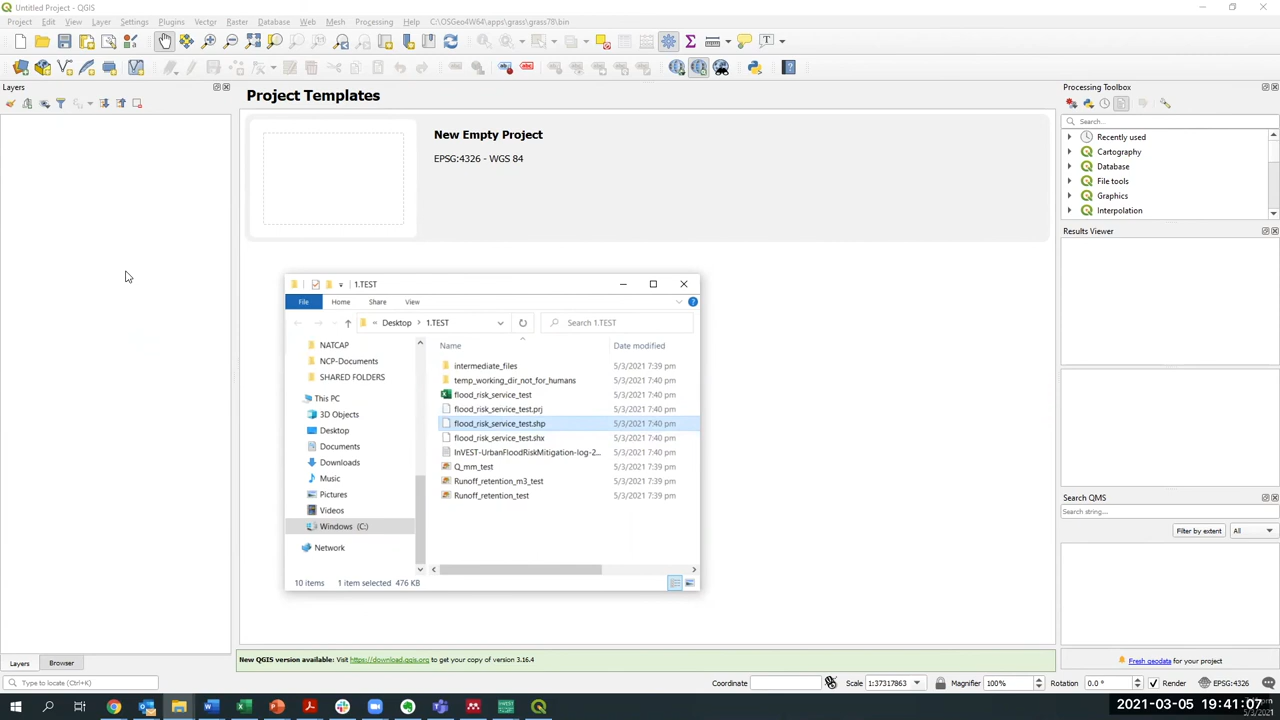 Untitled Project - QGIS
Project Edit View Layer Settings Plugins Vector Raster Database Web Mesh Processing Help C:\OSGeo4W64\apps\grass\grass78\bin
Layers
Project Templates
New Empty Project
EPSG:4326 - WGS 84
Processing Toolbox
Search...
Recently used
Cartography
Database
File tools
Graphics
Interpolation
Results Viewer
1.TEST
File Home Share View
« Desktop › 1.TEST
Search 1.TEST
NATCAP
NCP-Documents
SHARED FOLDERS
This PC
3D Objects
Desktop
Documents
Downloads
Music
Pictures
Videos
Windows (C:)
Network
Name Date modified
intermediate_files 5/3/2021 7:39 pm
temp_working_dir_not_for_humans 5/3/2021 7:40 pm
flood_risk_service_test 5/3/2021 7:40 pm
flood_risk_service_test.prj 5/3/2021 7:40 pm
flood_risk_service_test.shp 5/3/2021 7:40 pm
flood_risk_service_test.shx 5/3/2021 7:40 pm
InVEST-UrbanFloodRiskMitigation-log-2... 5/3/2021 7:40 pm
Q_mm_test 5/3/2021 7:39 pm
Runoff_retention_m3_test 5/3/2021 7:39 pm
Runoff_retention_test 5/3/2021 7:39 pm
10 items 1 item selected 476 KB
Search QMS
Search string...
Filter by extent All
Fresh geodata for your project
Layers Browser
New QGIS version available: Visit https://download.qgis.org to get your copy of version 3.16.4
Type to locate (Ctrl+K)
Coordinate Scale 1:37317863 Magnifier 100% Rotation 0.0 ° Render EPSG:4326
2021-03-05 19:41:07